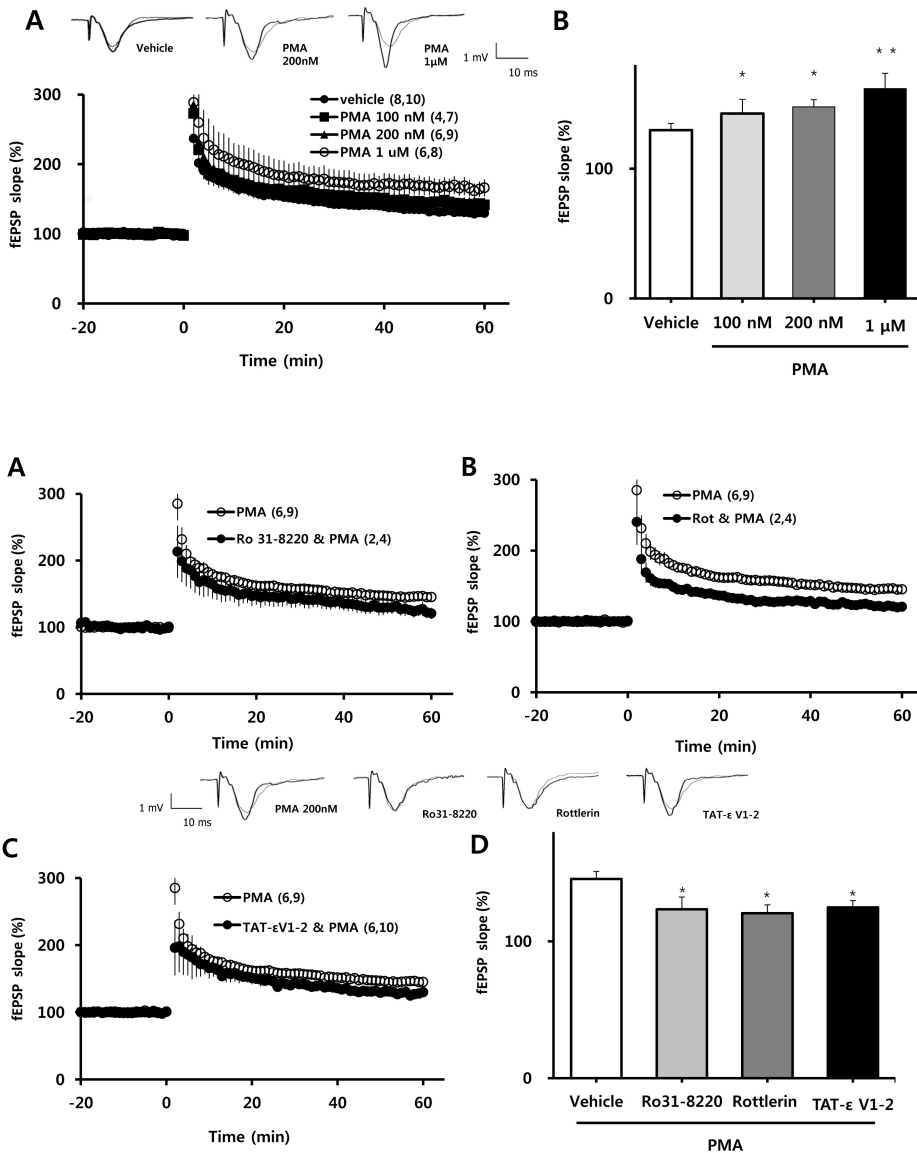 A
B
Vehicle
PMA
200nM
PMA
1μM
1 mV
10 ms
fEPSP slope (%)
300
200
100
0
-20
0
20
40
60
Time (min)
vehicle (8,10)
PMA 100 nM (4,7)
PMA 200 nM (6,9)
PMA 1 uM (6,8)
fEPSP slope (%)
100
0
*
*
* *
Vehicle
100 nM
200 nM
1 μM
PMA
A
fEPSP slope (%)
300
200
100
0
-20
0
20
40
60
Time (min)
PMA (6,9)
Ro 31-8220 & PMA (2,4)
B
fEPSP slope (%)
300
200
100
0
-20
0
20
40
60
Time (min)
PMA (6,9)
Rot & PMA (2,4)
1 mV
10 ms
PMA 200nM
Ro31-8220
Rottlerin
TAT-ε V1-2
C
fEPSP slope (%)
300
200
100
0
-20
0
20
40
60
Time (min)
PMA (6,9)
TAT-εV1-2 & PMA (6,10)
D
fEPSP slope (%)
100
0
*
*
*
Vehicle
Ro31-8220
Rottlerin
TAT-ε V1-2
PMA